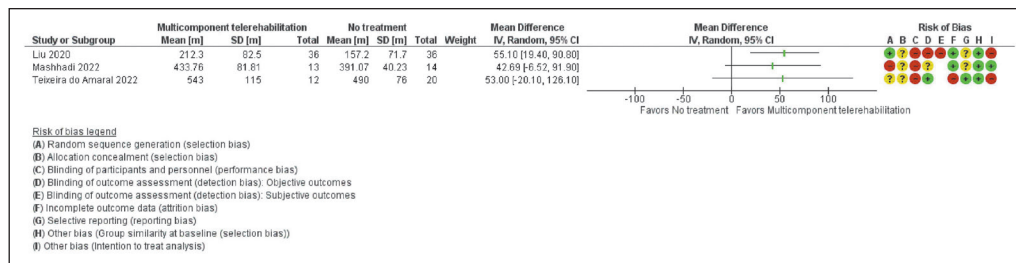 Multicomponent telerehabilitation No treatment Mean Difference Mean Difference Risk of Bias
Study or Subgroup Mean [m] SD [m] Total Mean [m] SD [m] Total Weight IV, Random, 95% CI IV, Random, 95% CI A B C D E F G H I
Liu 2020 212.3 82.5 36 157.2 71.7 36 55.10 [19.40, 90.80] + ? - - - + ? + -
Mashhadi 2022 433.76 81.81 13 391.07 40.23 14 42.69 [-6.52, 91.90] - ? - ? + + + -
Teixeira do Amaral 2022 543 115 12 490 76 20 53.00 [-20.10, 126.10] ? ? - + - + + -
-100 -50 0 50 100
Favors No treatment Favors Multicomponent telerehabilitation
Risk of bias legend
(A) Random sequence generation (selection bias)
(B) Allocation concealment (selection bias)
(C) Blinding of participants and personnel (performance bias)
(D) Blinding of outcome assessment (detection bias): Objective outcomes
(E) Blinding of outcome assessment (detection bias): Subjective outcomes
(F) Incomplete outcome data (attrition bias)
(G) Selective reporting (reporting bias)
(H) Other bias (Group similarity at baseline (selection bias))
(I) Other bias (Intention to treat analysis)